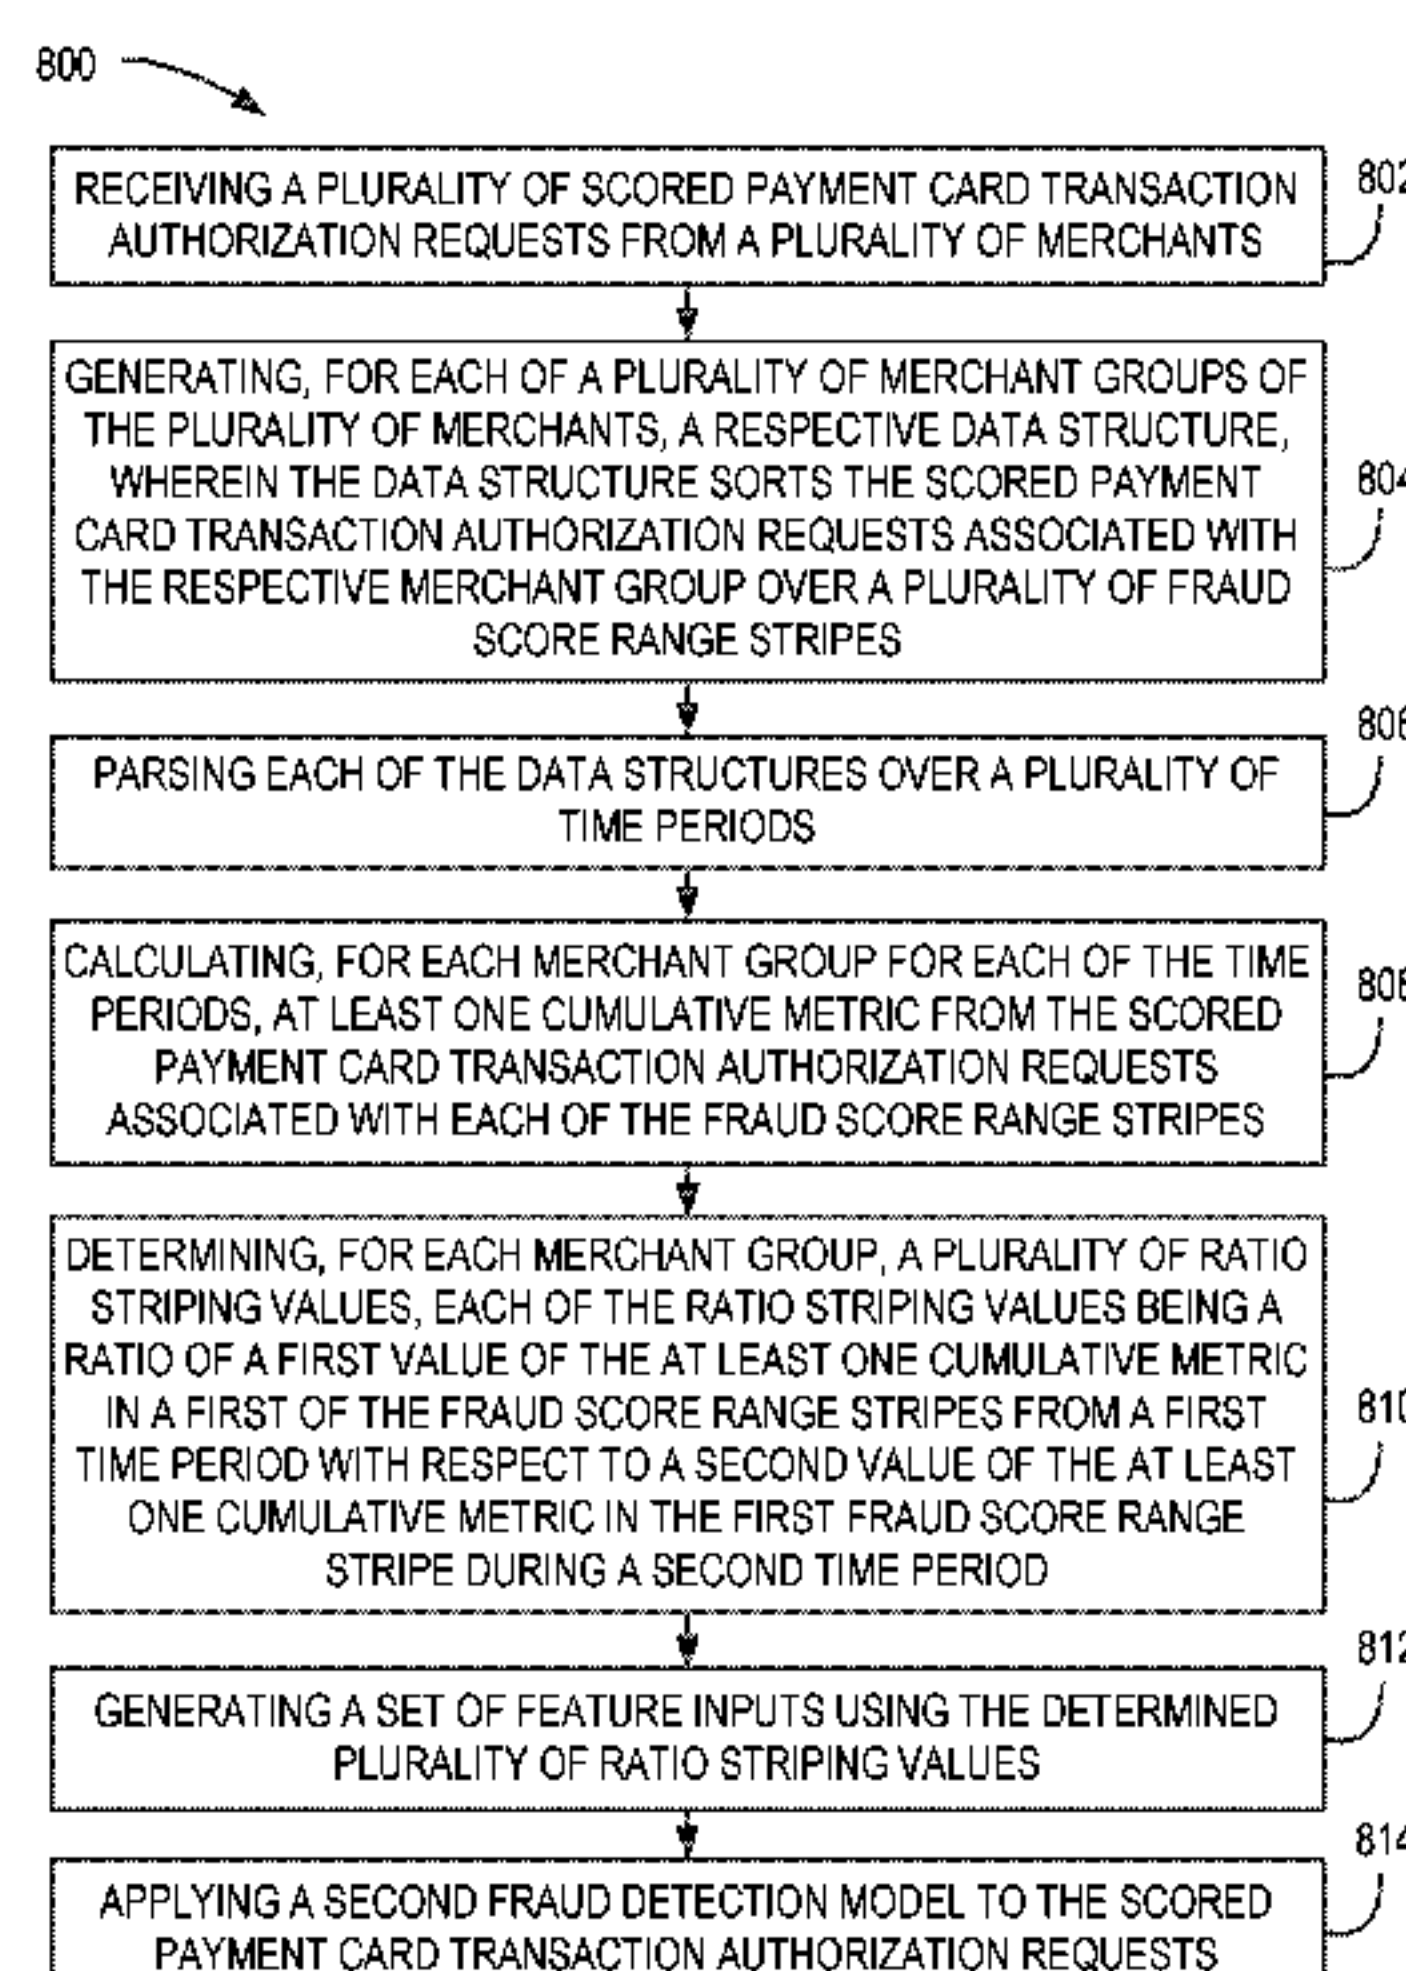 800
RECEIVING A PLURALITY OF SCORED PAYMENT CARD TRANSACTION
AUTHORIZATION REQUESTS FROM A PLURALITY OF MERCHANTS
802
GENERATING, FOR EACH OF A PLURALITY OF MERCHANT GROUPS OF
THE PLURALITY OF MERCHANTS, A RESPECTIVE DATA STRUCTURE,
WHEREIN THE DATA STRUCTURE SORTS THE SCORED PAYMENT
CARD TRANSACTION AUTHORIZATION REQUESTS ASSOCIATED WITH
THE RESPECTIVE MERCHANT GROUP OVER A PLURALITY OF FRAUD
SCORE RANGE STRIPES
804
PARSING EACH OF THE DATA STRUCTURES OVER A PLURALITY OF
TIME PERIODS
CALCULATING, FOR EACH MERCHANT GROUP FOR EACH OF THE TIME
PERIODS, AT LEAST ONE CUMULATIVE METRIC FROM THE SCORED
PAYMENT CARD TRANSACTION AUTHORIZATION REQUESTS
ASSOCIATED WITH EACH OF THE FRAUD SCORE RANGE STRIPES
DETERMINING, FOR EACH MERCHANT GROUP, A PLURALITY OF RATIO
STRIPING VALUES, EACH OF THE RATIO STRIPING VALUES BEING A
RATIO OF A FIRST VALUE OF THE AT LEAST ONE CUMULATIVE METRIC
IN A FIRST OF THE FRAUD SCORE RANGE STRIPES FROM A FIRST
TIME PERIOD WITH RESPECT TO A SECOND VALUE OF THE AT LEAST
ONE CUMULATIVE METRIC IN THE FIRST FRAUD SCORE RANGE
STRIPE DURING A SECOND TIME PERIOD
810
GENERATING A SET OF FEATURE INPUTS USING THE DETERMINED
PLURALITY OF RATIO STRIPING VALUES
812
APPLYING A SECOND FRAUD DETECTION MODEL TO THE SCORED
PAYMENT CARD TRANSACTION AUTHORIZATION REQUESTS
814